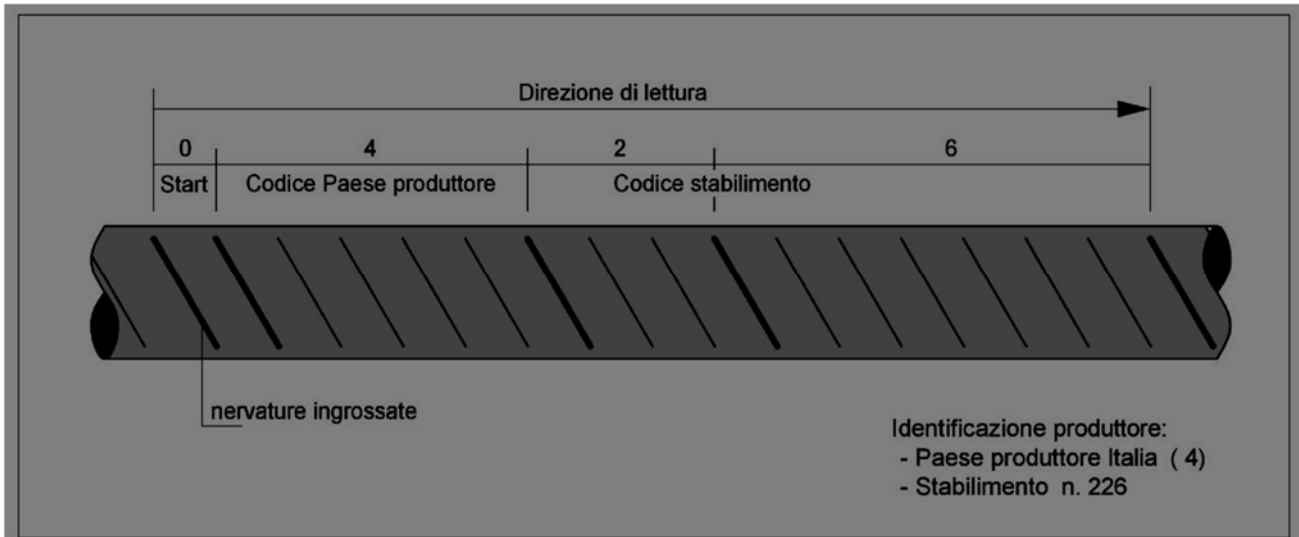 Direzione di lettura
0 4 2 6
Start Codice Paese produttore Codice stabilimento
nervature ingrossate
Identificazione produttore:
- Paese produttore Italia ( 4)
- Stabilimento n. 226